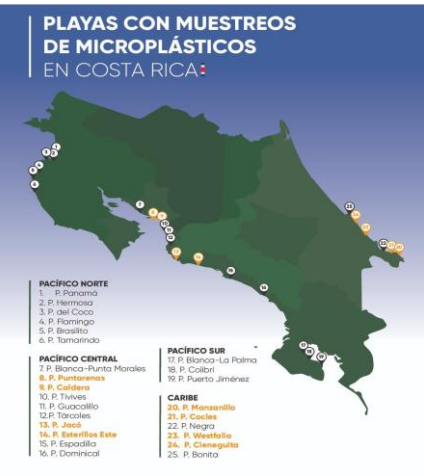 PLAYAS CON MUESTREOS
DE MICROPLÁSTICOS
EN COSTA RICA
PACÍFICO NORTE
1. P. Panamá
2. P. Hermosa
3. P. del Coco
4. P. Flamingo
5. P. Brasilito
6. P. Tamarindo
PACÍFICO CENTRAL
7. P. Blanca-Punta Morales
8. P. Puntarenas
9. P. Caldera
10. P. Tivives
11. P. Guacalillo
12. P. Tárcoles
13. P. Jacó
14. P. Esterillos Este
15. P. Espadilla
16. P. Dominical
PACÍFICO SUR
17. P. Blanca-La Palma
18. P. Colibrí
19. P. Puerto Jiménez
CARIBE
20. P. Manzanillo
21. P. Cocles
22. P. Negra
23. P. Westfalia
24. P. Cieneguita
25. P. Bonita